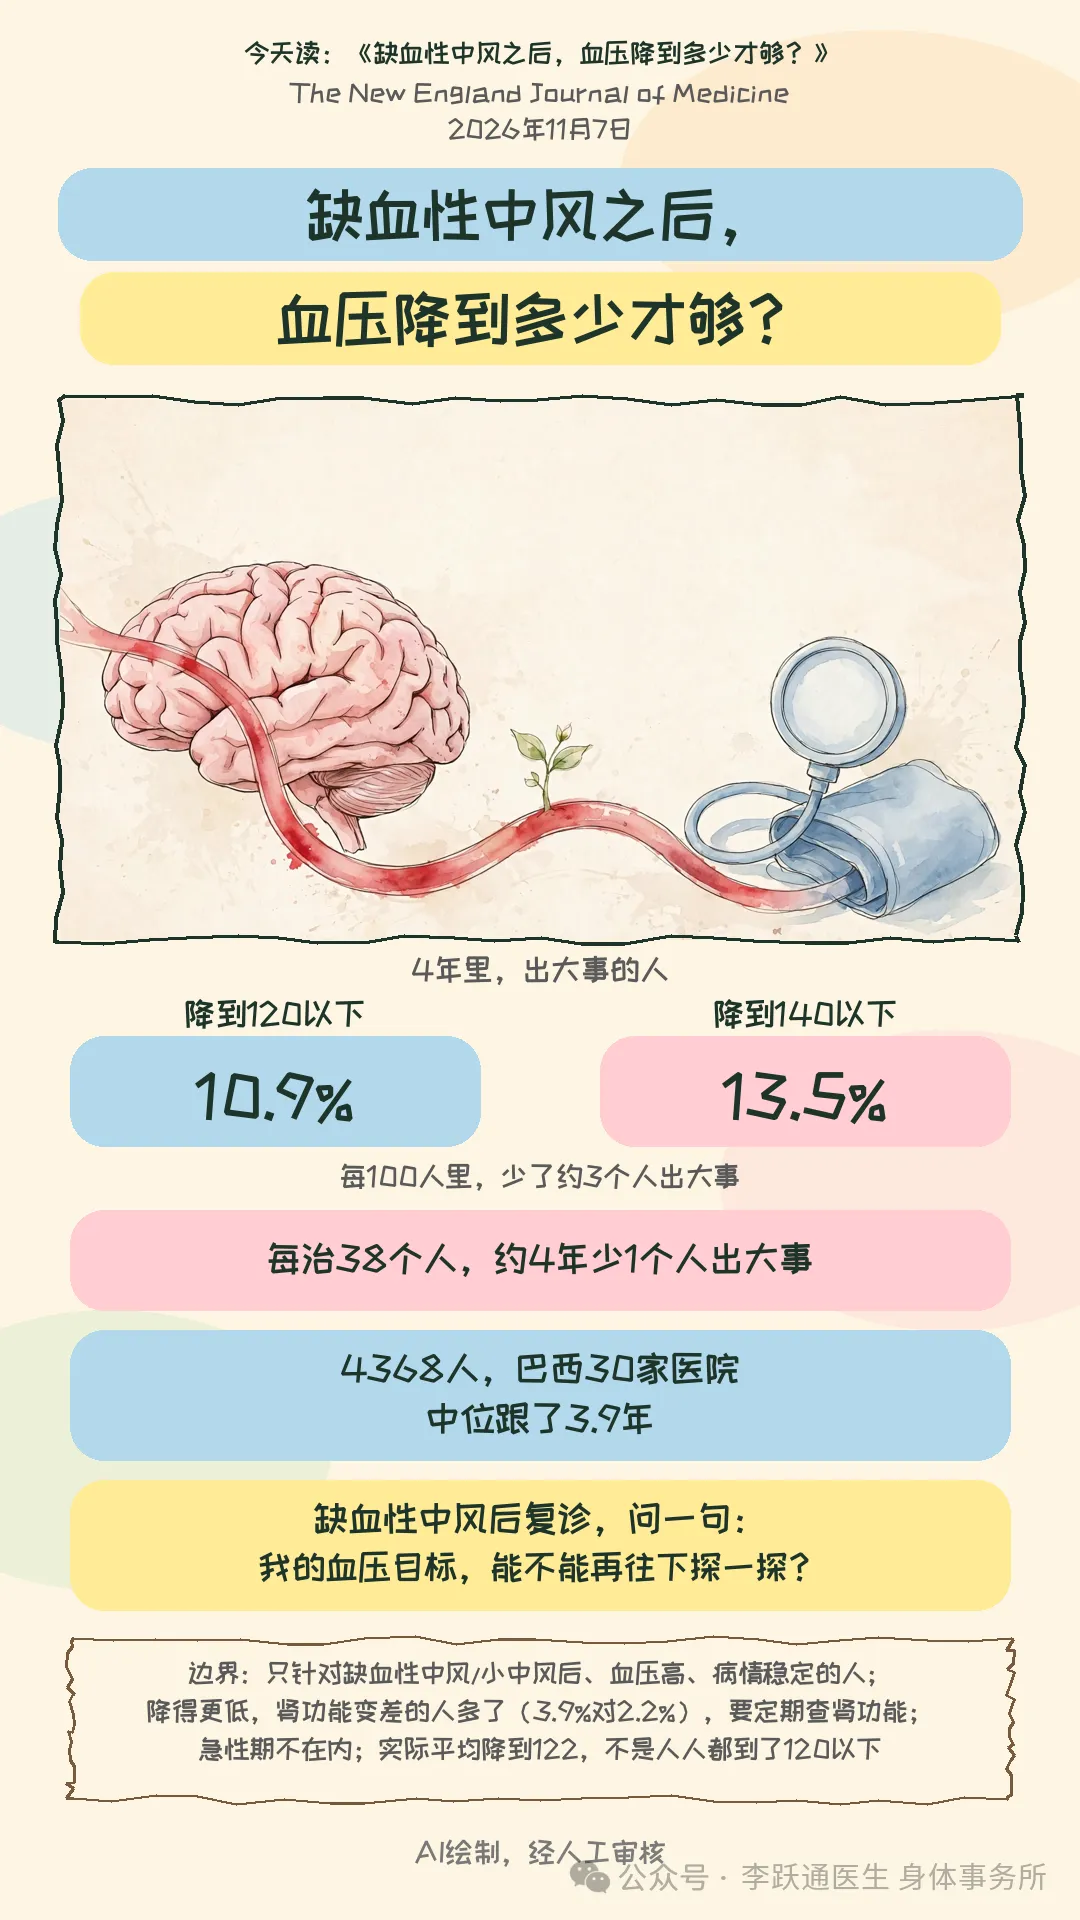 今天读：《缺血性中风之后，血压降到多少才够？》
The New England Journal of Medicine
2026年11月7日
缺血性中风之后，
血压降到多少才够？
4年里，出大事的人
降到120以下
降到140以下
10.9%
13.5%
每100人里，少了约3个人出大事
每治38个人，约4年少1个人出大事
4368人，巴西30家医院
中位跟了3.9年
缺血性中风后复诊，问一句：
我的血压目标，能不能再往下探一探？
边界：只针对缺血性中风/小中风后、血压高、病情稳定的人；
降得更低，肾功能变差的人多了（3.9%对2.2%），要定期查肾功能；
急性期不在内；实际平均降到122，不是人人都到了120以下
AI绘制，经人工审核
公众号 · 李跃通医生 身体事务所